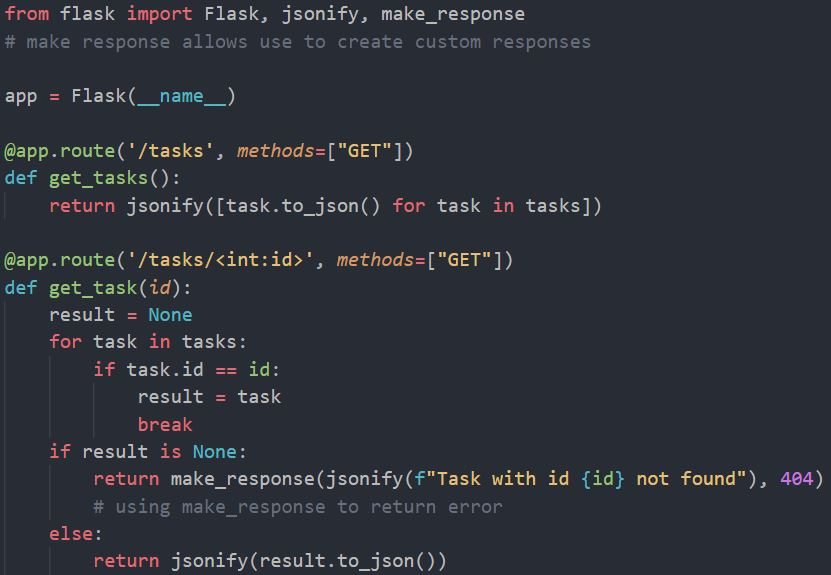 from flask import Flask, jsonify, make_response
# make response allows use to create custom responses
app = Flask(__name__)
@app.route('/tasks', methods=["GET"])
def get_tasks():
    return jsonify([task.to_json() for task in tasks])
@app.route('/tasks/<int:id>', methods=["GET"])
def get_task(id):
    result = None
    for task in tasks:
        if task.id == id:
            result = task
            break
    if result is None:
        return make_response(jsonify(f"Task with id {id} not found"), 404)
        # using make_response to return error
    else:
        return jsonify(result.to_json())